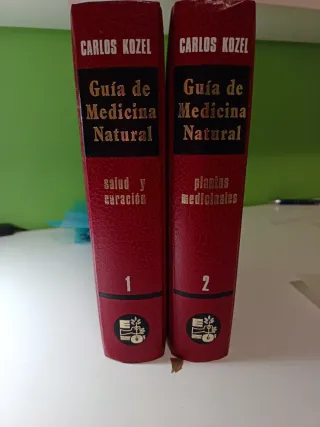 CARLOS KOZEL
Guía de
Medicina
Natural
salud y
curación
1
CARLOS KOZEL
Guía de
Medicina
Natural
plantas
medicinales
2